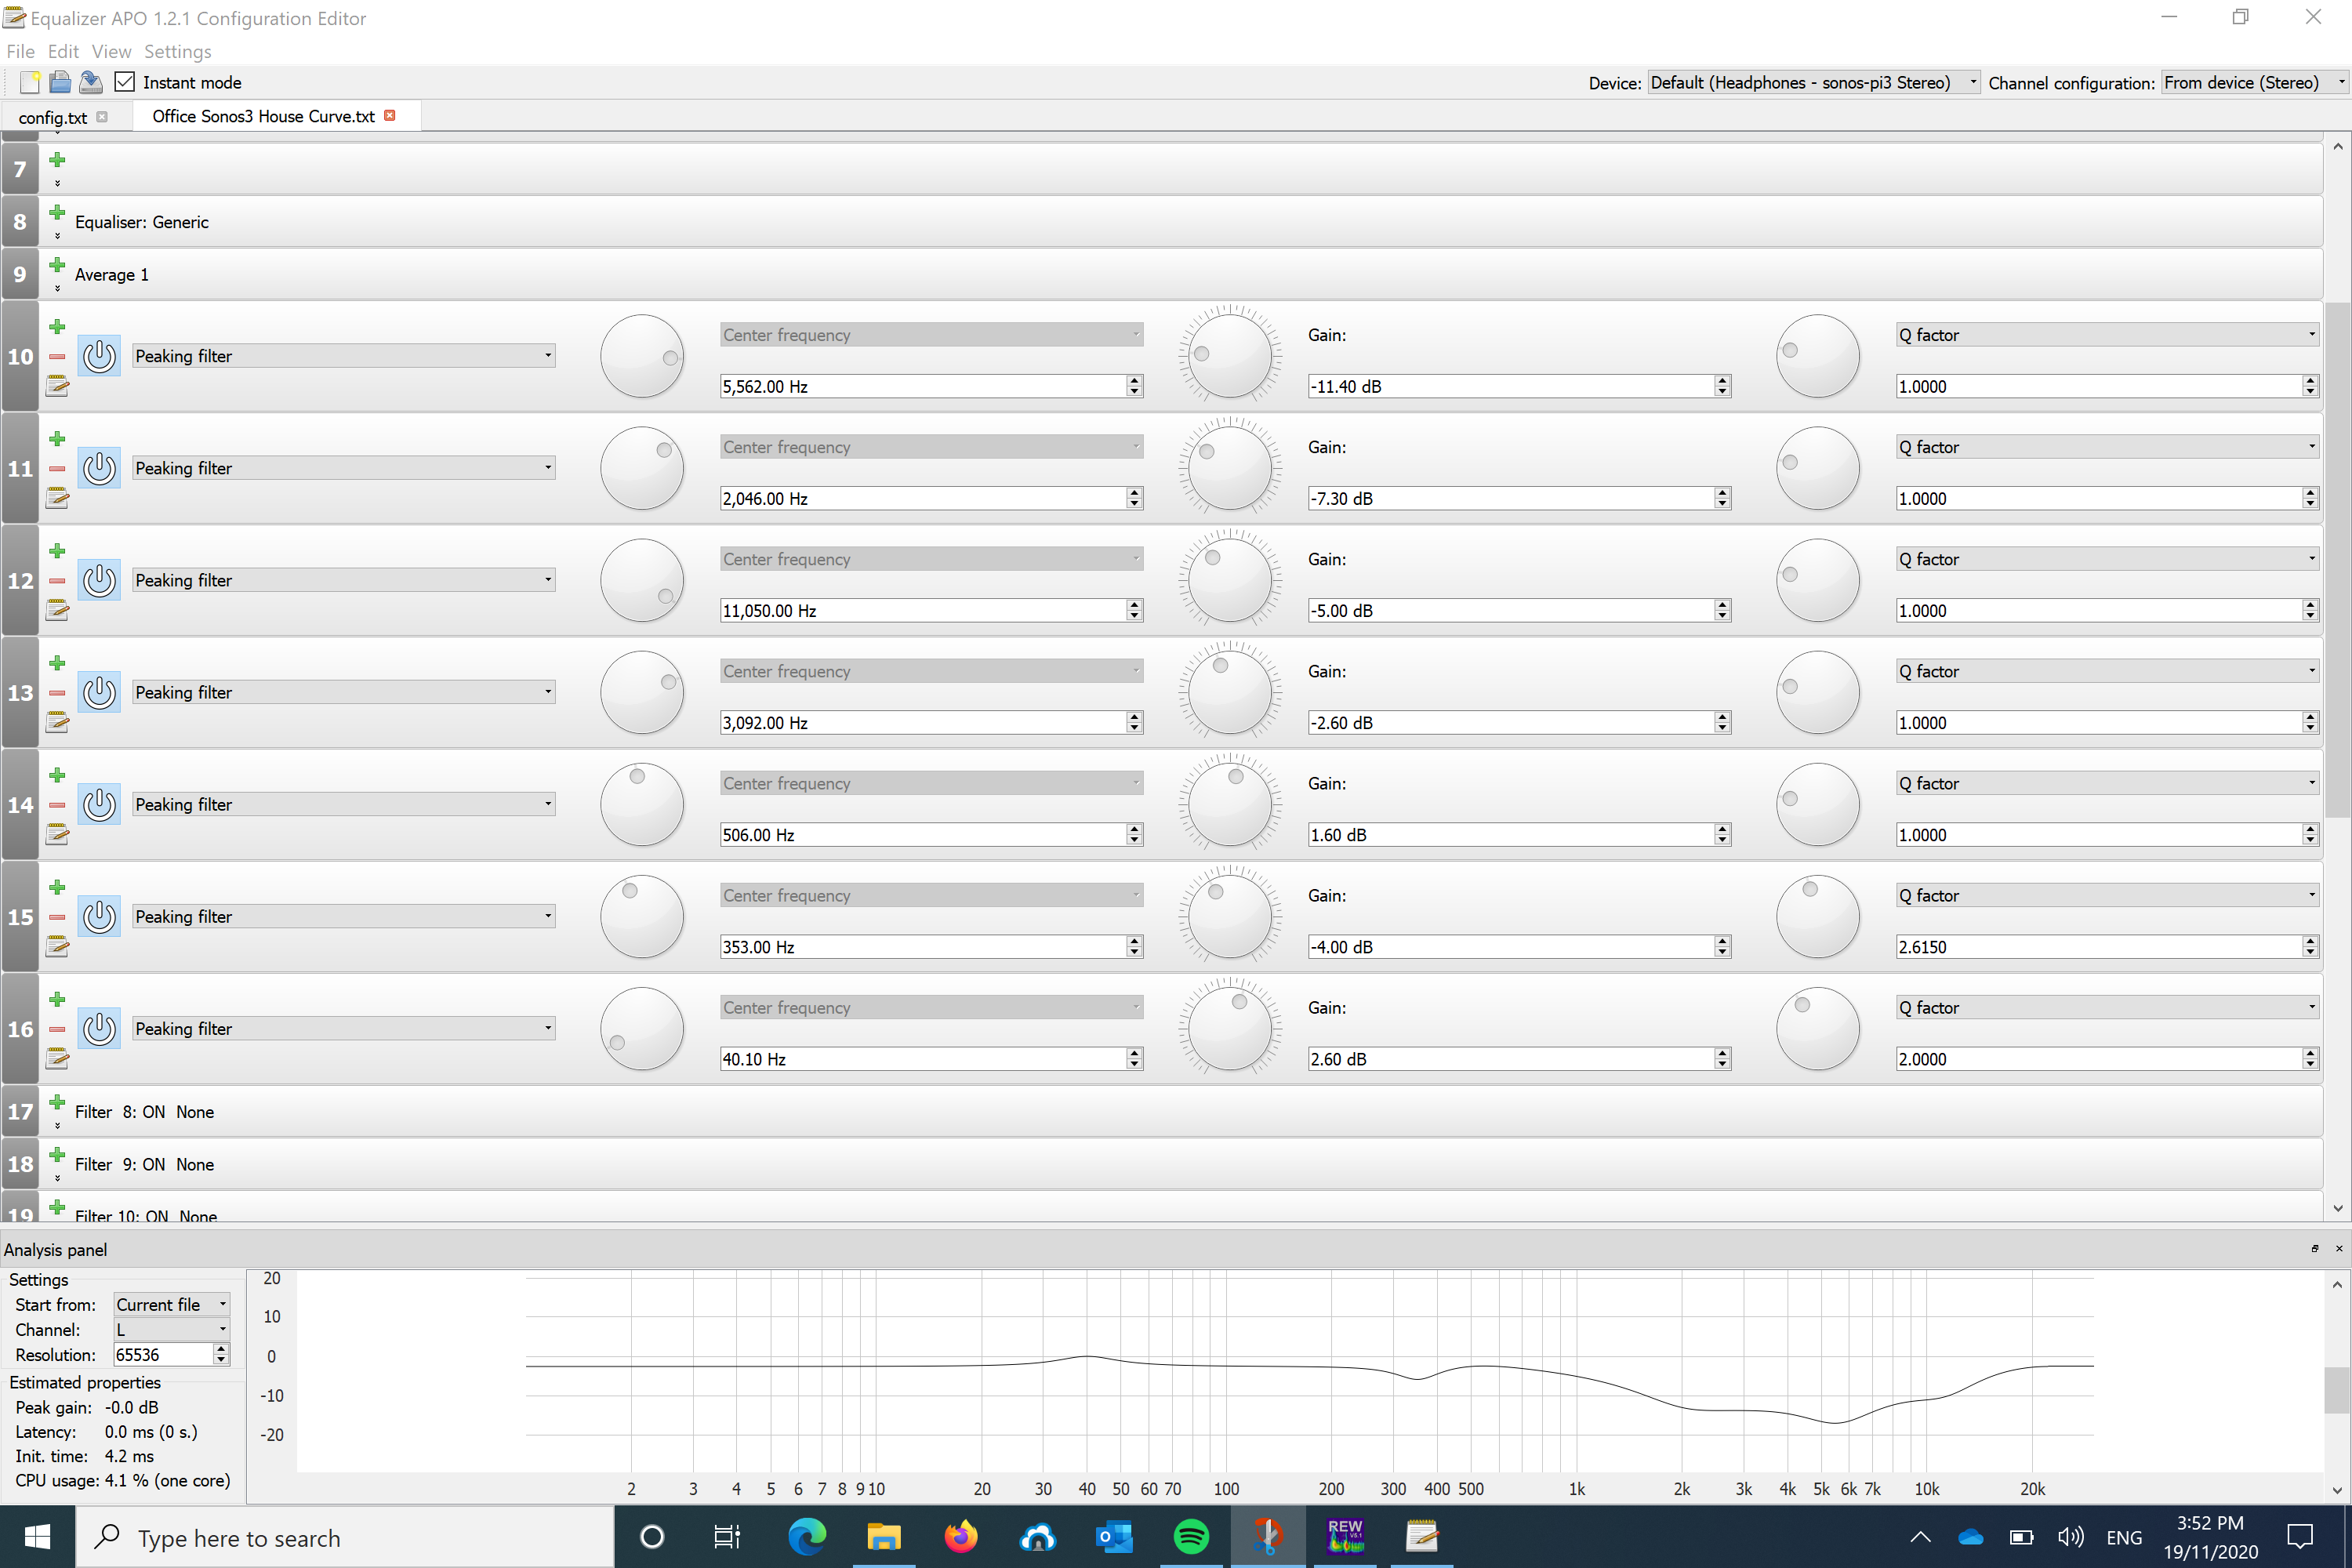 Equalizer APO 1.2.1 Configuration Editor
File Edit View Settings
Instant mode Device: Default (Headphones - sonos-pi3 Stereo) Channel configuration: From device (Stereo)
config.txt Office Sonos3 House Curve.txt
7
8 Equaliser: Generic
9 Average 1
Center frequency Gain: Q factor
10 Peaking filter
5,562.00 Hz -11.40 dB 1.0000
Center frequency Gain: Q factor
11 Peaking filter
2,046.00 Hz -7.30 dB 1.0000
Center frequency Gain: Q factor
12 Peaking filter
11,050.00 Hz -5.00 dB 1.0000
Center frequency Gain: Q factor
13 Peaking filter
3,092.00 Hz -2.60 dB 1.0000
Center frequency Gain: Q factor
14 Peaking filter
506.00 Hz 1.60 dB 1.0000
Center frequency Gain: Q factor
15 Peaking filter
353.00 Hz -4.00 dB 2.6150
Center frequency Gain: Q factor
16 Peaking filter
40.10 Hz 2.60 dB 2.0000
17 Filter 8: ON None
18 Filter 9: ON None
19 Filter 10: ON None
Analysis panel
Settings
Start from: Current file
Channel: L
Resolution: 65536
Estimated properties
Peak gain: -0.0 dB
Latency: 0.0 ms (0 s.)
Init. time: 4.2 ms
CPU usage: 4.1 % (one core)
20
10
0
-10
-20
2 3 4 5 6 7 8 9 10 20 30 40 50 60 70 100 200 300 400 500 1k 2k 3k 4k 5k 6k 7k 10k 20k
Type here to search
REW
V5.1
ENG
3:52 PM
19/11/2020